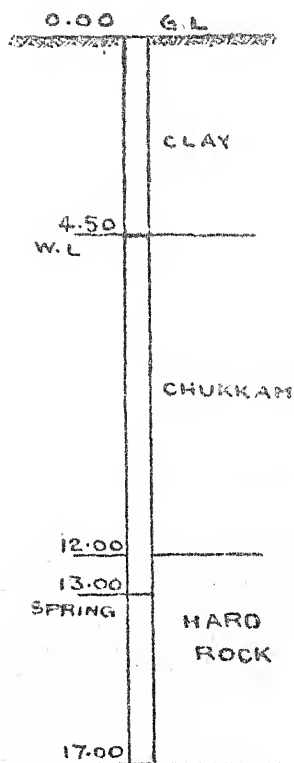 0.00 G.L
CLAY
4.50
W.L
CHUKKAM
12.00
13.00
SPRING
HARD
ROCK
17.00